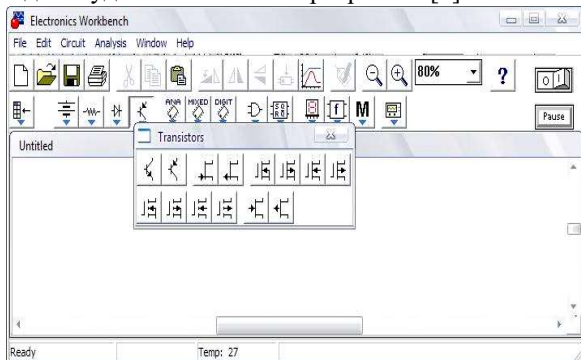 Electronics Workbench
File Edit Circuit Analysis Window Help
80%
?
ANA MIXED DIGIT
M
Pause
Untitled
Transistors
Ready
Temp: 27